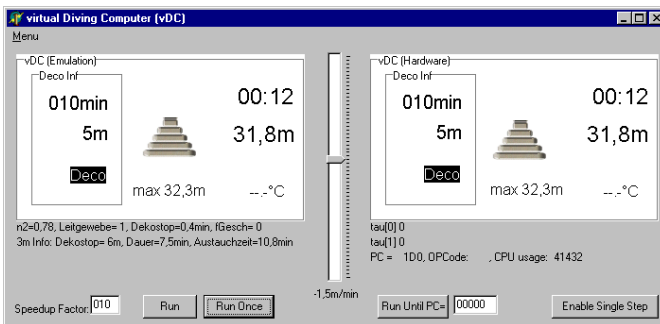 virtual Diving Computer (vDC)
Menu
vDC (Emulation)
Deco Inf
010min
00:12
5m
31,8m
Deco
max 32,3m
--.-°C
n2=0,78, Leitgewebe= 1, Dekostop=0,4min, fGesch= 0
3m Info: Dekostop= 6m, Dauer=7,5min, Austauchzeit=10,8min
Speedup Factor: 010
Run
Run Once
-1,5m/min
vDC (Hardware)
Deco Inf
010min
00:12
5m
31,8m
Deco
max 32,3m
--.-°C
tau[0] 0
tau[1] 0
PC = 1D0, OPCode: , CPU usage: 41432
Run Until PC= 00000
Enable Single Step